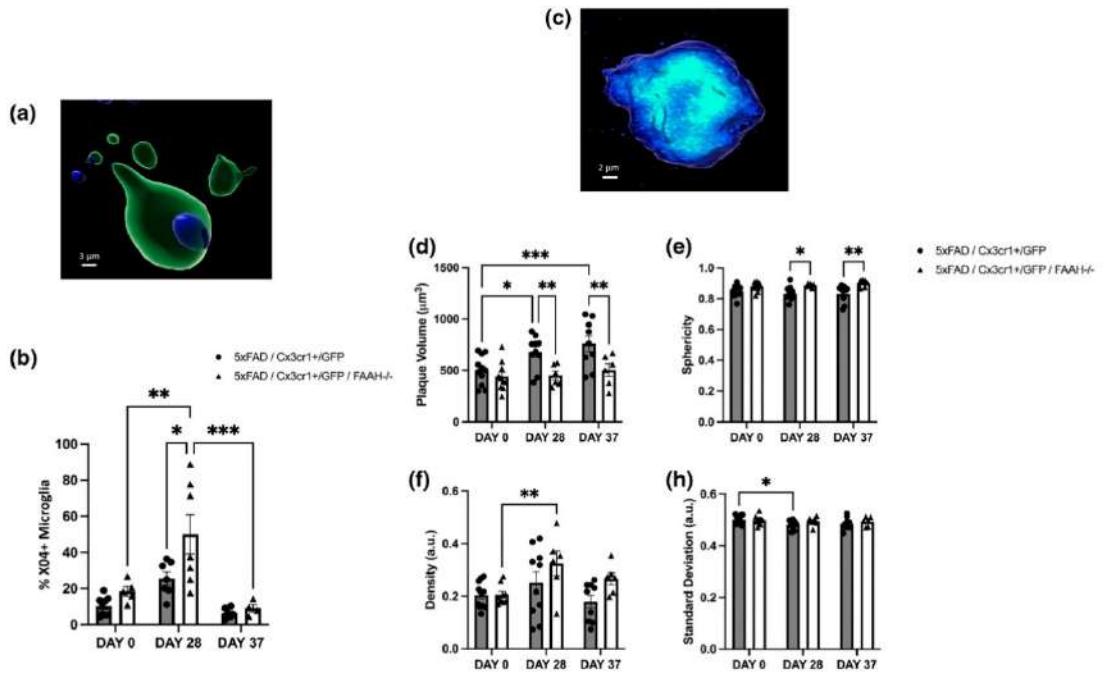 (a)
3 μm
(b)
● 5xFAD / Cx3cr1+/GFP
▲ 5xFAD / Cx3cr1+/GFP / FAAH-/-
% X04+ Microglia
100
80
60
40
20
0
**
*
***
DAY 0 DAY 28 DAY 37
(c)
2 μm
(d)
Plaque Volume (μm³)
1500
1000
500
0
***
* ** **
DAY 0 DAY 28 DAY 37
(e)
● 5xFAD / Cx3cr1+/GFP
▲ 5xFAD / Cx3cr1+/GFP / FAAH-/-
Sphericity
1.0
0.8
0.6
0.4
0.2
0.0
* **
DAY 0 DAY 28 DAY 37
(f)
Density (a.u.)
0.6
0.4
0.2
0.0
**
DAY 0 DAY 28 DAY 37
(h)
Standard Deviation (a.u.)
0.6
0.4
0.2
0.0
*
DAY 0 DAY 28 DAY 37